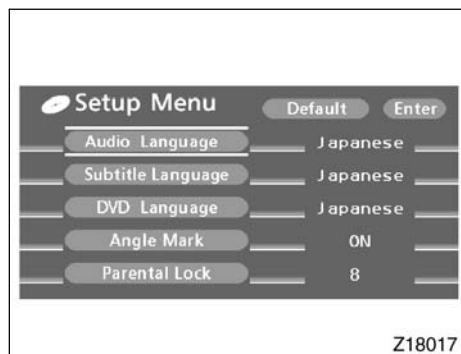 Setup Menu Default Enter
Audio Language Japanese
Subtitle Language Japanese
DVD Language Japanese
Angle Mark ON
Parental Lock 8
Z18017